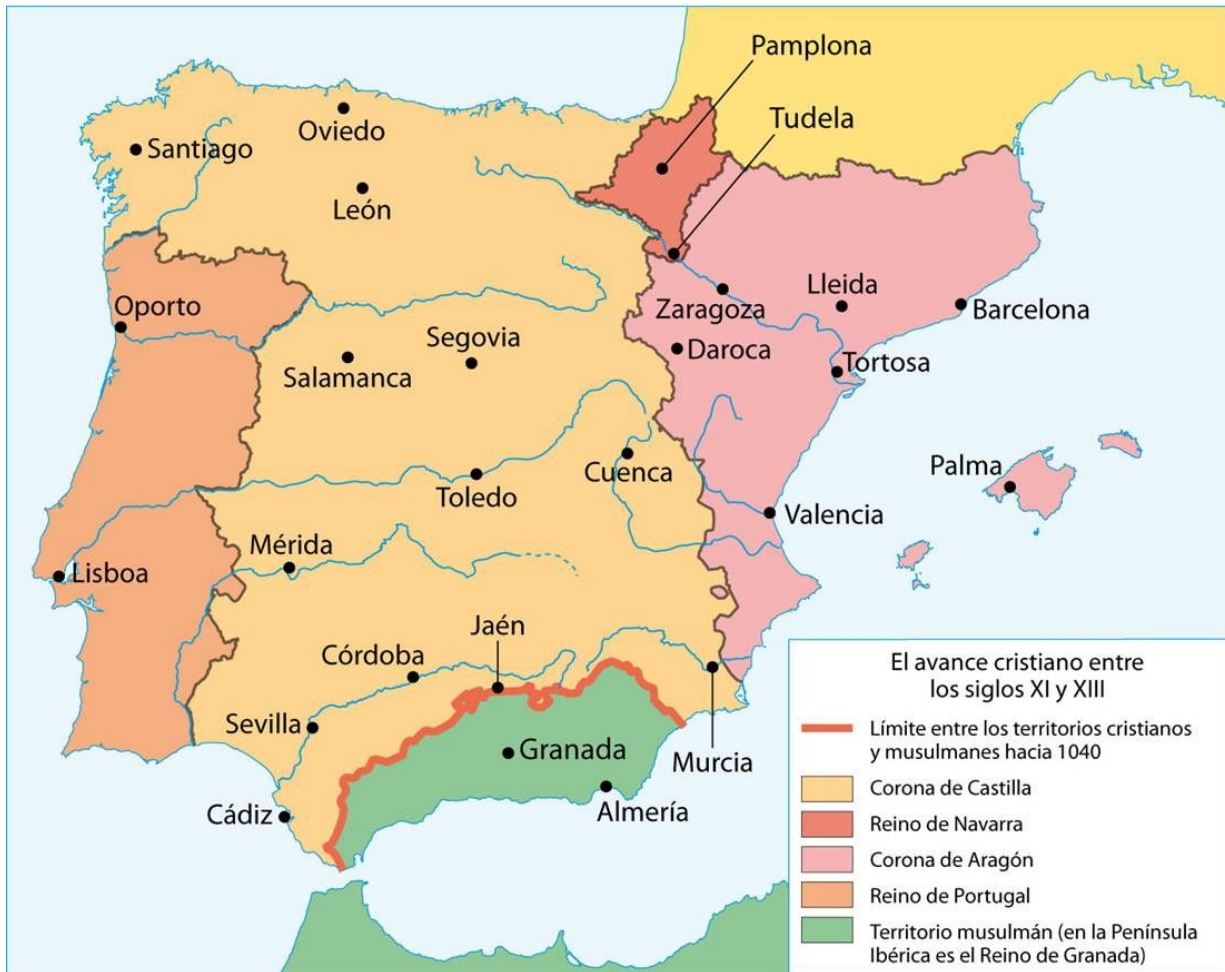 Pamplona
Tudela
Oviedo
Santiago
León
Oporto
Zaragoza
Lleida
Barcelona
Segovia
Salamanca
Daroca
Tortosa
Cuenca
Toledo
Palma
Valencia
Mérida
Lisboa
Jaén
Córdoba
Sevilla
Granada
Murcia
Cádiz
Almería
El avance cristiano entre
los siglos XI y XIII
Límite entre los territorios cristianos
y musulmanes hacia 1040
Corona de Castilla
Reino de Navarra
Corona de Aragón
Reino de Portugal
Territorio musulmán (en la Península
Ibérica es el Reino de Granada)